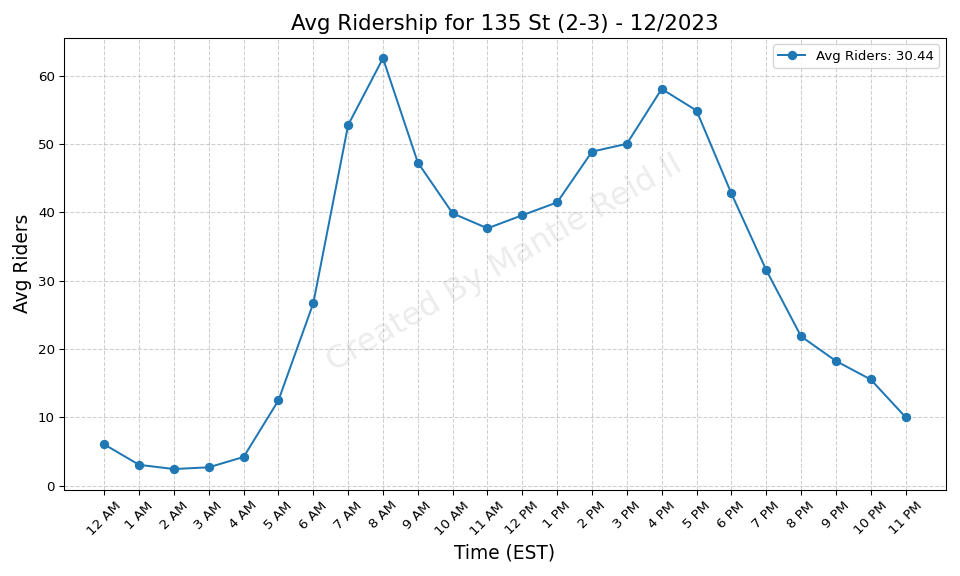 Avg Ridership for 135 St (2-3) - 12/2023
Avg Riders: 30.44
Avg Riders
60
50
40
30
20
10
0
12 AM
1 AM
2 AM
3 AM
4 AM
5 AM
6 AM
7 AM
8 AM
9 AM
10 AM
11 AM
12 PM
1 PM
2 PM
3 PM
4 PM
5 PM
6 PM
7 PM
8 PM
9 PM
10 PM
11 PM
Time (EST)
Created By Mantle Reid II